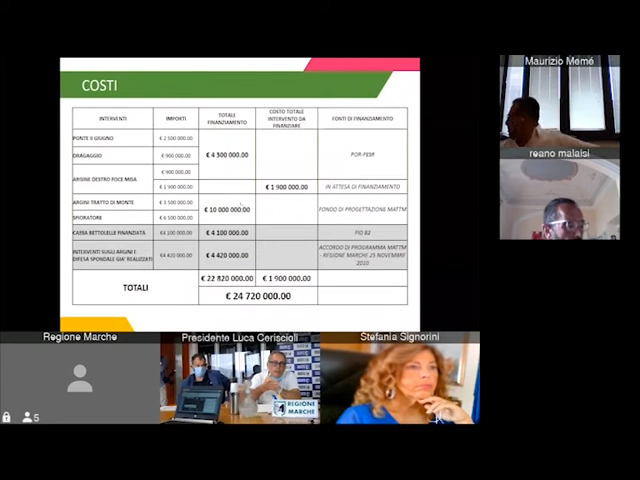 COSTI
INTERVENTI IMPORTI TOTALE FINANZIAMENTO COSTO TOTALE INTERVENTO DA FINANZIARE FONTI DI FINANZIAMENTO
PONTE II GIUGNO € 2 500 000.00
DRAGAGGIO € 900 000.00 € 4 300 000.00 POR-FESR
€ 900 000.00
ARGINE DESTRO FOCE MISA
€ 1 900 000.00 € 1 900 000.00 IN ATTESA DI FINANZIAMENTO
ARGINI TRATTO DI MONTE € 3 500 000.00
€ 10 000 000.00 FONDO DI PROGETTAZIONE MATTM
SFIORATORE € 6 500 000.00
CASSA BETTOLELLE FINANZIATA €4 100 000.00 € 4 100 000.00
INTERVENTI SUGLI ARGINI E
DIFESA SPONDALE GIA' REALIZZATI €4 420 000.00 € 4 420 000.00
ACCORDO DI PROGRAMMA MATTM
- REGIONE MARCHE 25 NOVEMBRE
2010
TOTALI € 22 820 000.00 € 1 900 000.00
€ 24 720 000.00
Maurizio Memé
reano malaisi
Regione Marche
Presidente Luca Ceriscioli
Stefania Signorini
5
REGIONE
MARCHE